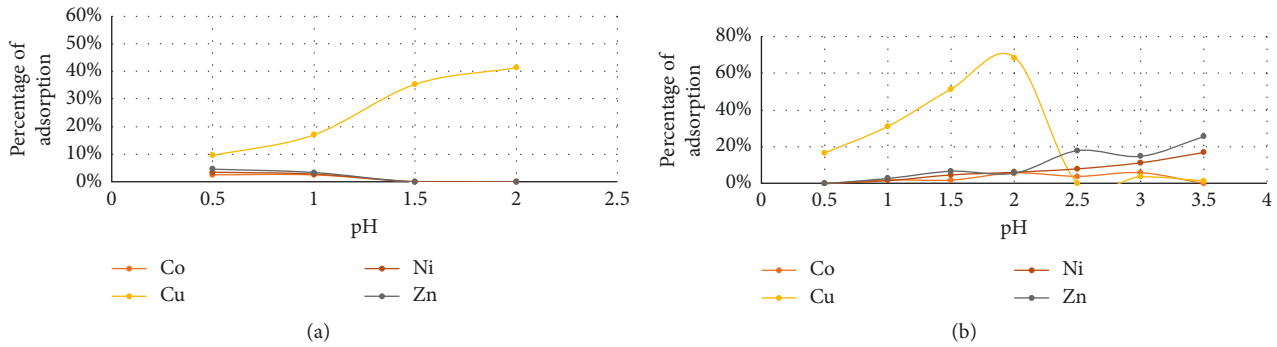 Percentage of
adsorption
60%
50%
40%
30%
20%
10%
0%
0 0.5 1 1.5 2 2.5
pH
Co Ni
Cu Zn
(a)
Percentage of
adsorption
80%
60%
40%
20%
0%
0 0.5 1 1.5 2 2.5 3 3.5 4
pH
Co Ni
Cu Zn
(b)